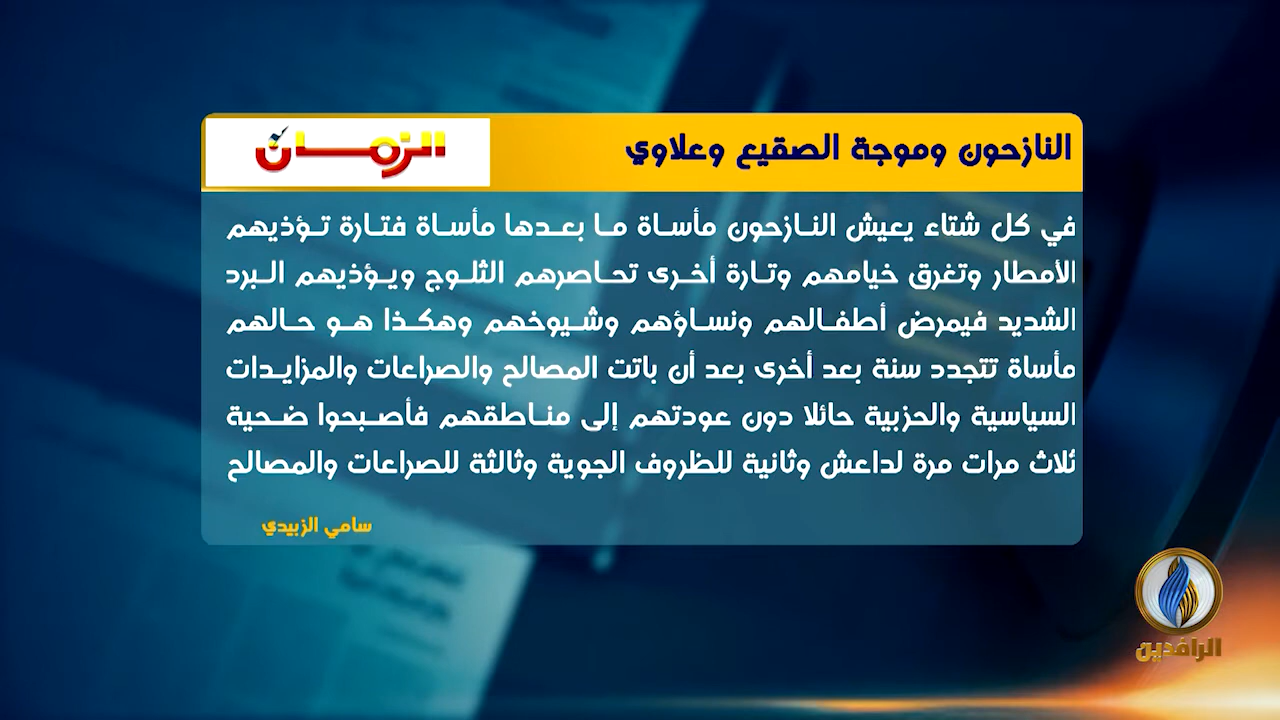 النازحون وموجة الصقيع وعلاوي
الزمان
في كل شتاء يعيش النازحون مأساة ما بعدها مأساة فتارة تؤذيهم
الأمطار وتغرق خيامهم وتارة أخرى تحاصرهم الثلوج ويؤذيهم البرد
الشديد فيمرض أطفالهم ونساؤهم وشيوخهم وهكذا هو حالهم
مأساة تتجدد سنة بعد أخرى بعد أن باتت المصالح والصراعات والمزايدات
السياسية والحزبية حائلا دون عودتهم إلى مناطقهم فأصبحوا ضحية
ثلاث مرات مرة لداعش وثانية للظروف الجوية وثالثة للصراعات والمصالح
سامي الزبيدي
الرافدين